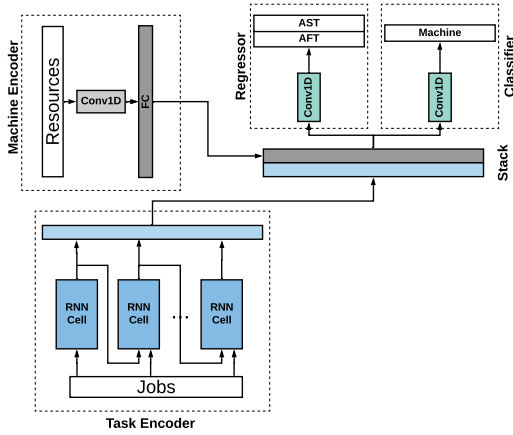 Machine Encoder
Resources
Conv1D
FC
Regressor
AST
AFT
Conv1D
Machine
Conv1D
Classifier
Stack
RNN
Cell
RNN
Cell
...
RNN
Cell
Jobs
Task Encoder